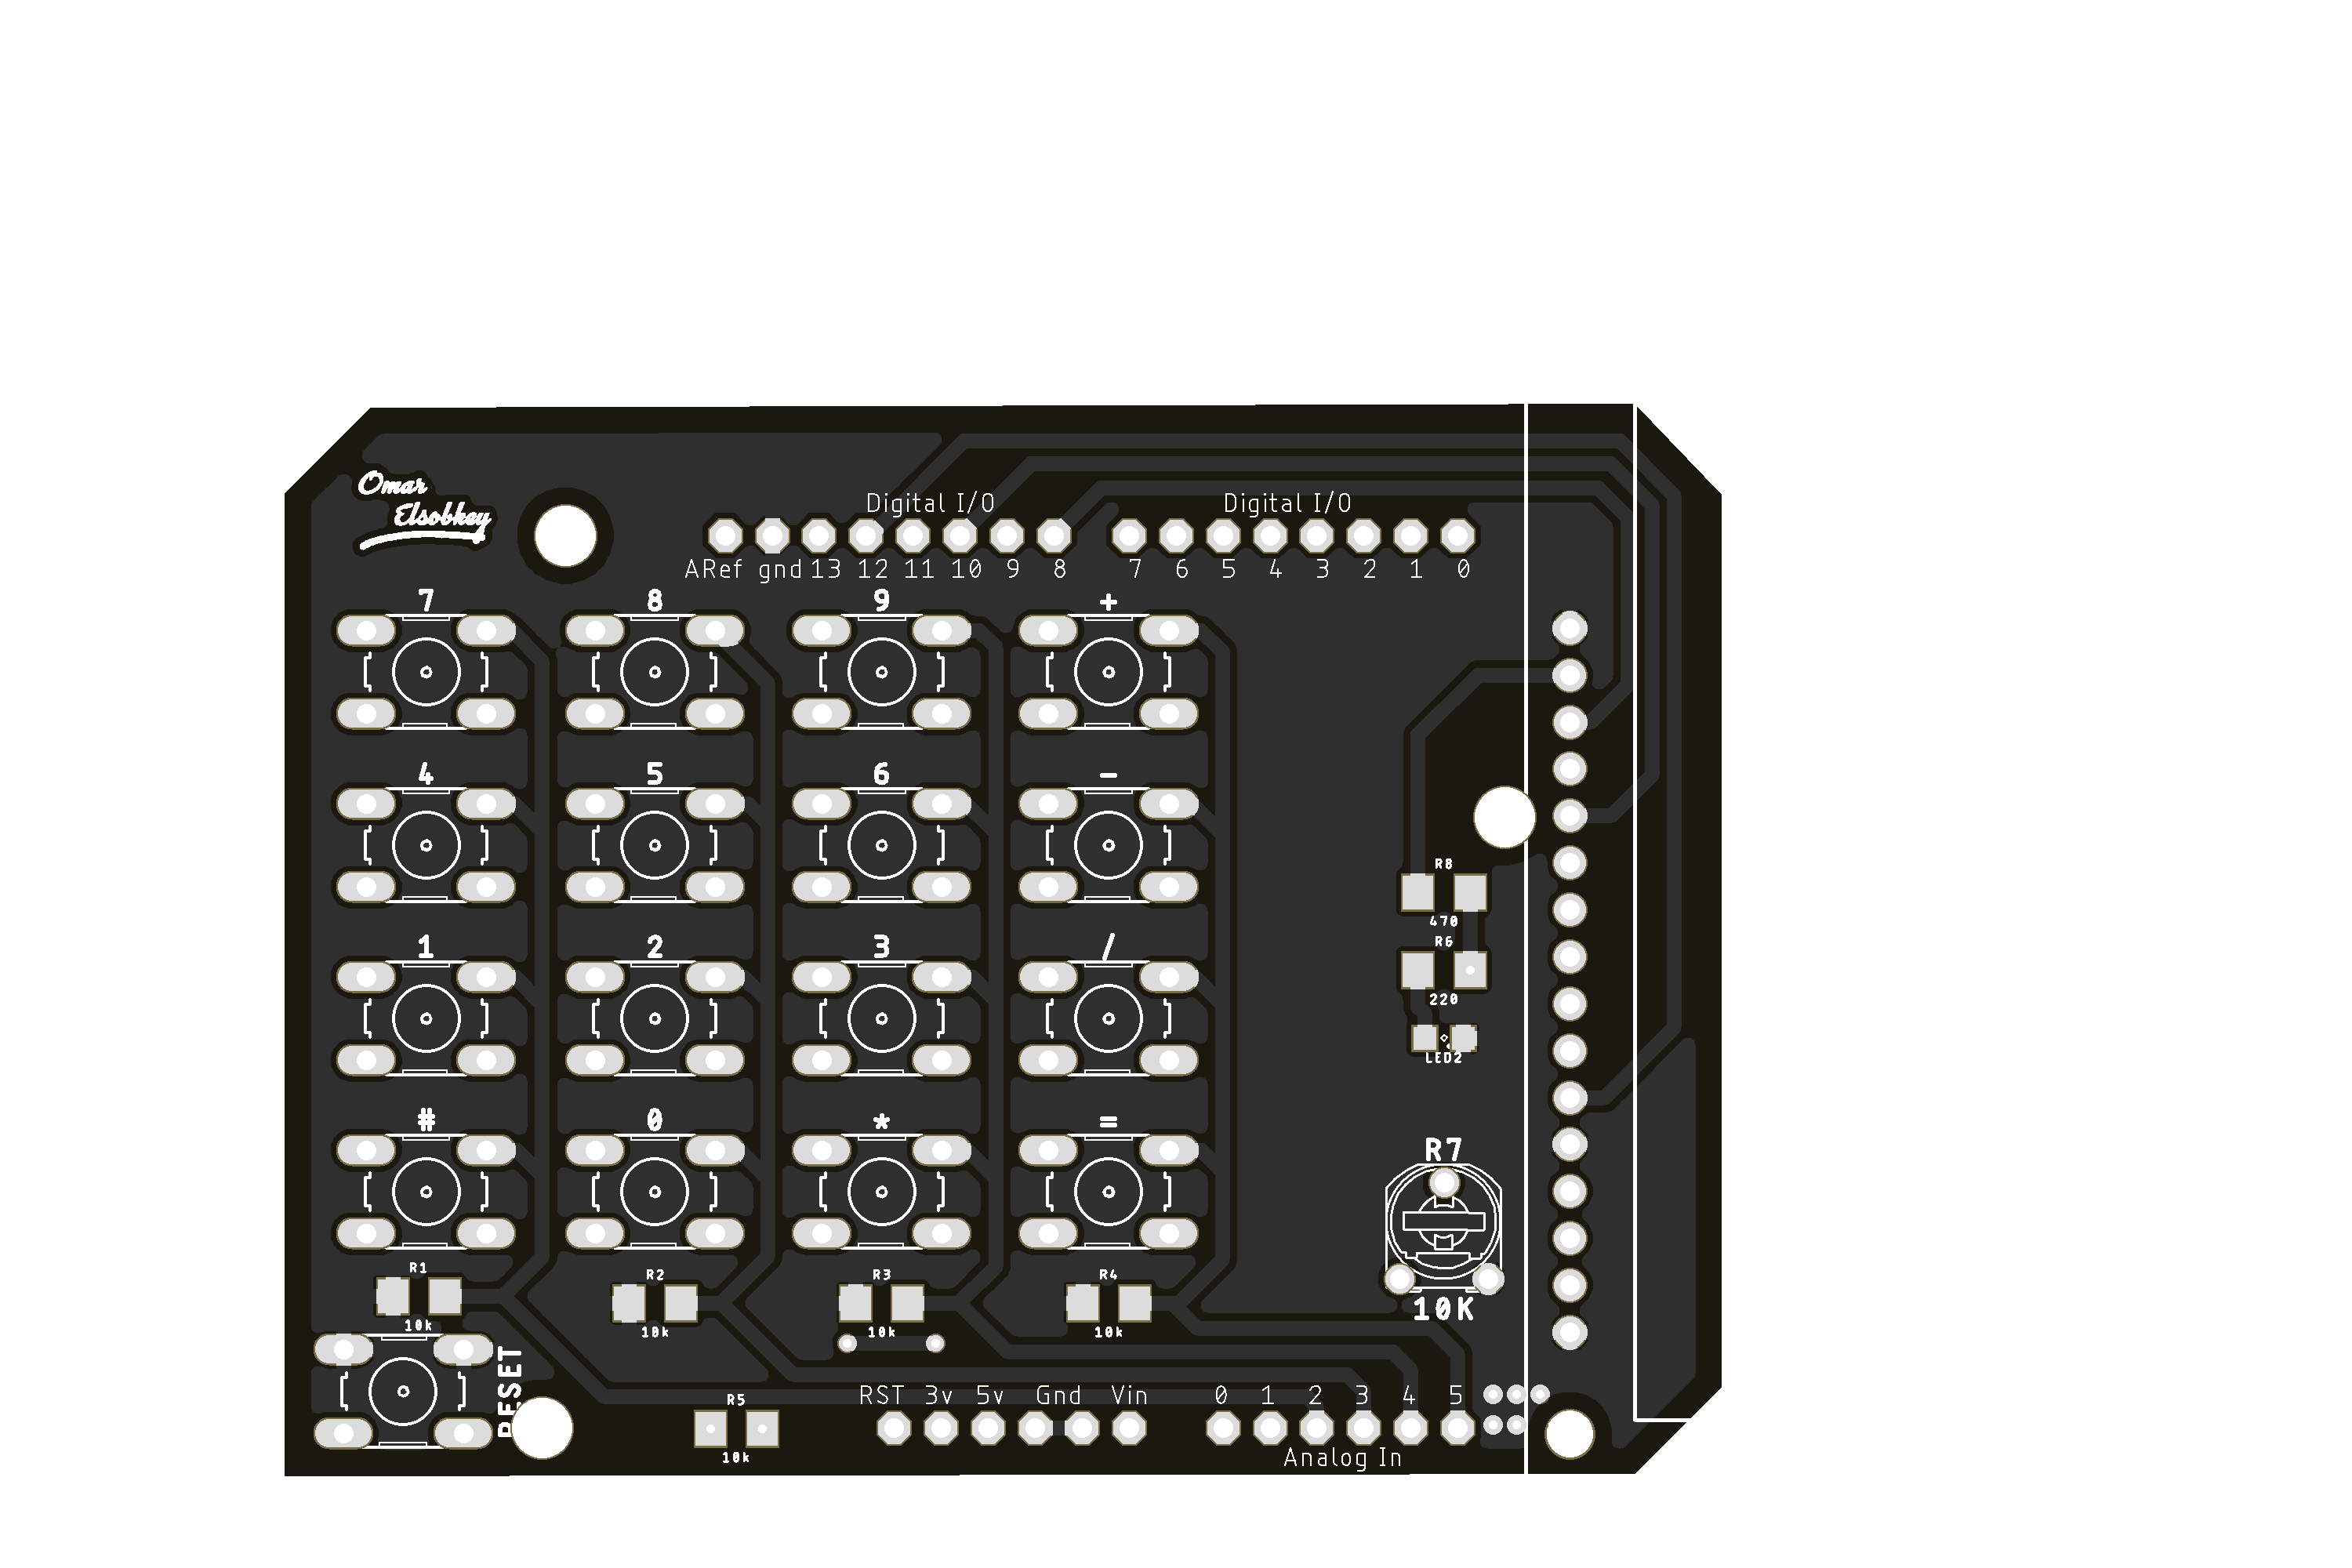 Omar
Elsobkey
Digital I/O Digital I/O
ARef gnd 13 12 11 10 9 8 7 6 5 4 3 2 1 0
7 8 9 +
4 5 6 -
R8
470
R6
1 2 3 /
220
LED2
# 0 * =
R7
R1 R2 R3 R4
10K
10k 10k 10k 10k
RESET
R5
RST 3v 5v Gnd Vin 0 1 2 3 4 5
10k
Analog In